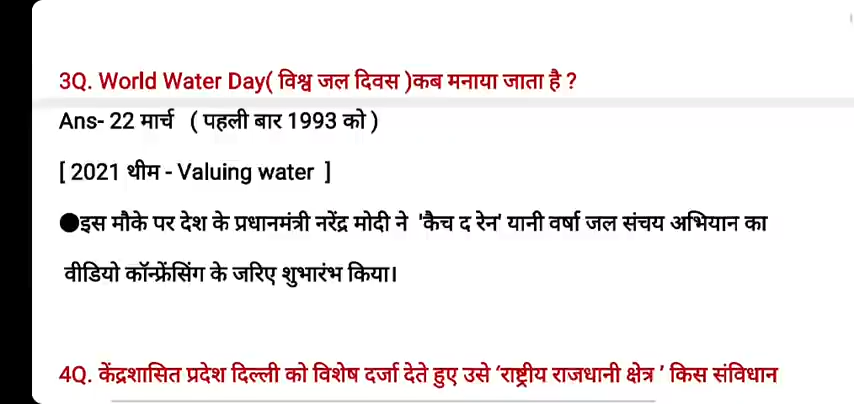 3Q. World Water Day( विश्व जल दिवस )कब मनाया जाता है ?
Ans- 22 मार्च ( पहली बार 1993 को )
[ 2021 थीम - Valuing water ]
●इस मौके पर देश के प्रधानमंत्री नरेंद्र मोदी ने 'कैच द रेन' यानी वर्षा जल संचय अभियान का
वीडियो कॉन्फ्रेंसिंग के जरिए शुभारंभ किया।
4Q. केंद्रशासित प्रदेश दिल्ली को विशेष दर्जा देते हुए उसे ‘राष्ट्रीय राजधानी क्षेत्र ’ किस संविधान